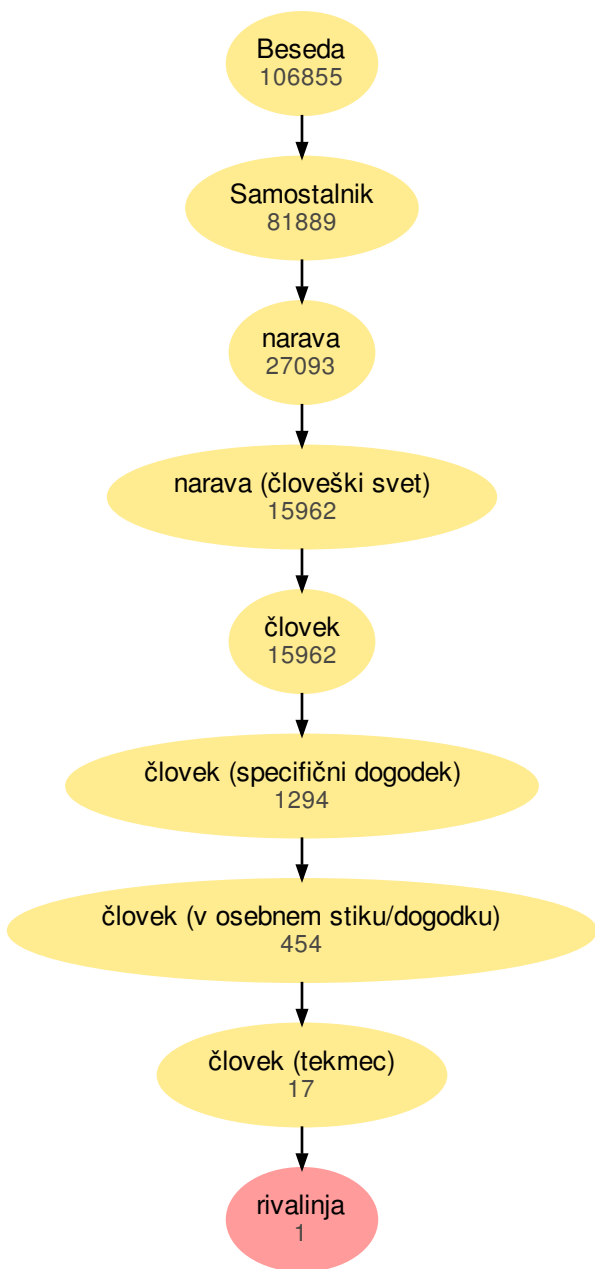 Beseda
106855
Samostalnik
81889
narava
27093
narava (človeški svet)
15962
človek
15962
človek (specifični dogodek)
1294
človek (v osebnem stiku/dogodku)
454
človek (tekmec)
17
rivalinja
1